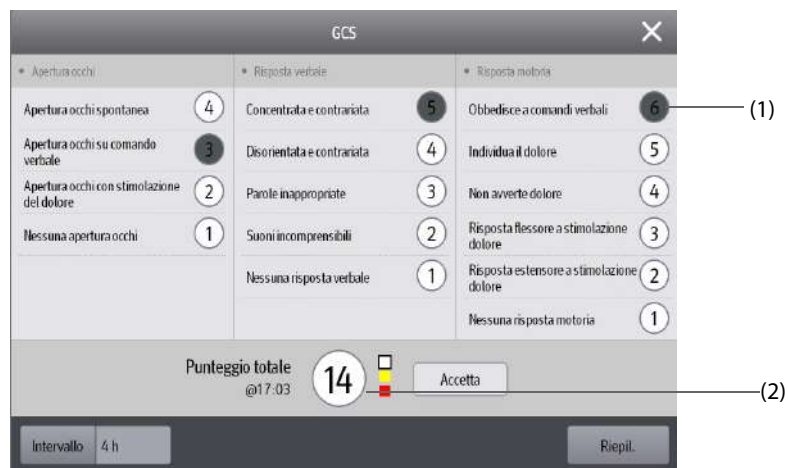 GCS
• Apertura occhi
Apertura occhi spontanea 4
Apertura occhi su comando
verbale 3
Apertura occhi con stimolazione
del dolore 2
Nessuna apertura occhi 1
• Risposta verbale
Concentrata e contrariata 5
Disorientata e contrariata 4
Parole inappropriate 3
Suoni incomprensibili 2
Nessuna risposta verbale 1
• Risposta motoria
Obbedisce a comandi verbali 6
(1)
Individua il dolore 5
Non avverte dolore 4
Risposta flessore a stimolazione
dolore 3
Risposta estensore a stimolazione
dolore 2
Nessuna risposta motoria 1
Punteggio totale
@17:03
14
Accetta
(2)
Intervallo 4 h
Riepil.